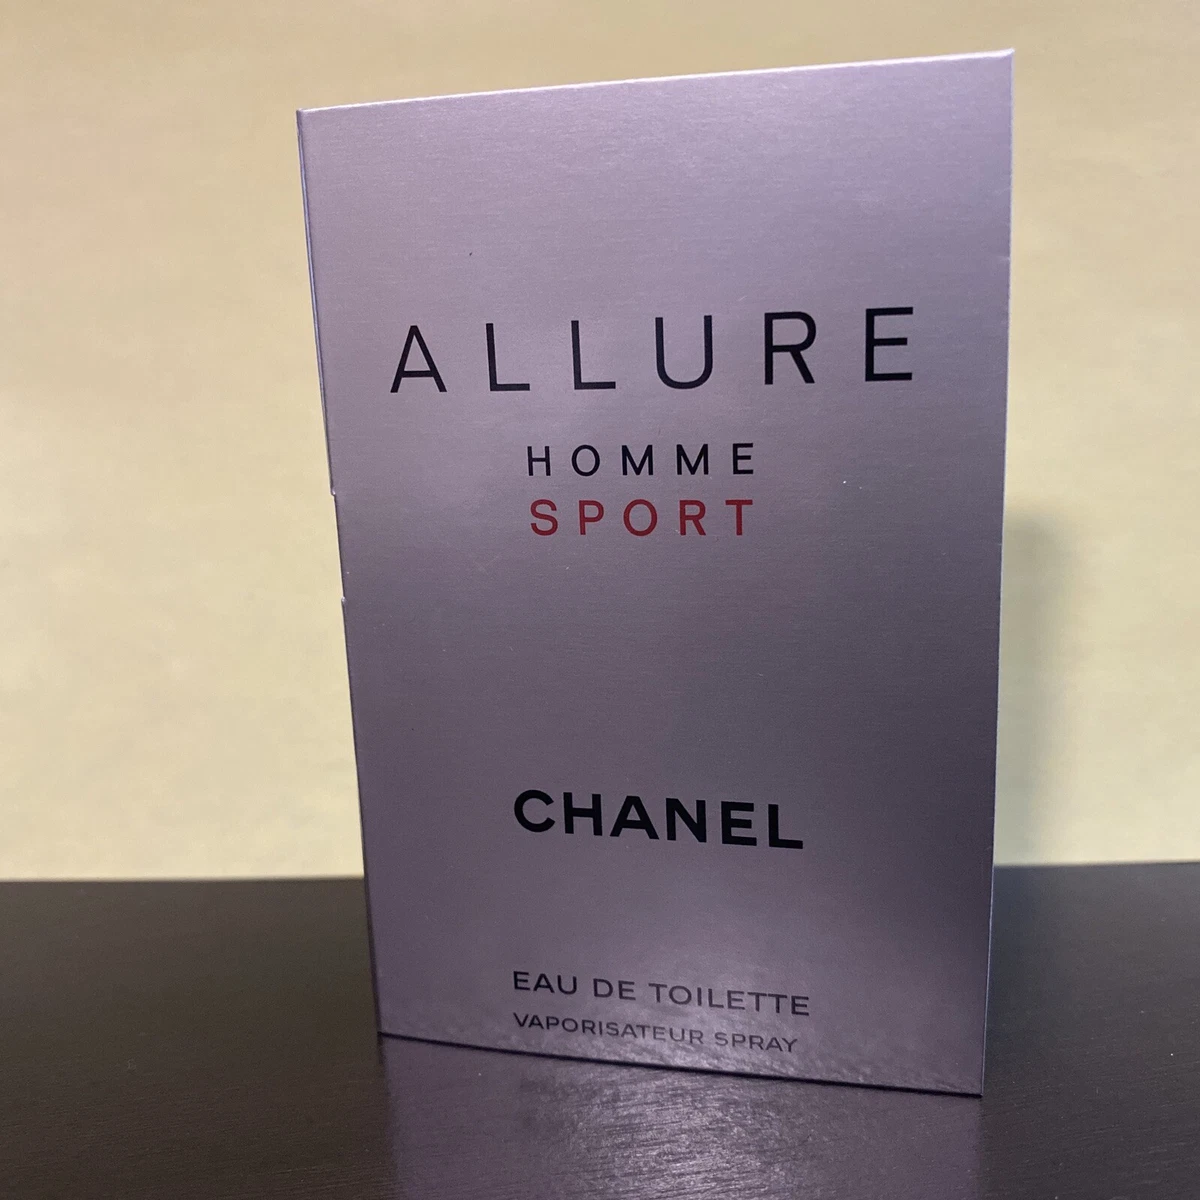 ALLURE
HOMME
SPORT
CHANEL
EAU DE TOILETTE
VAPORISATEUR SPRAY